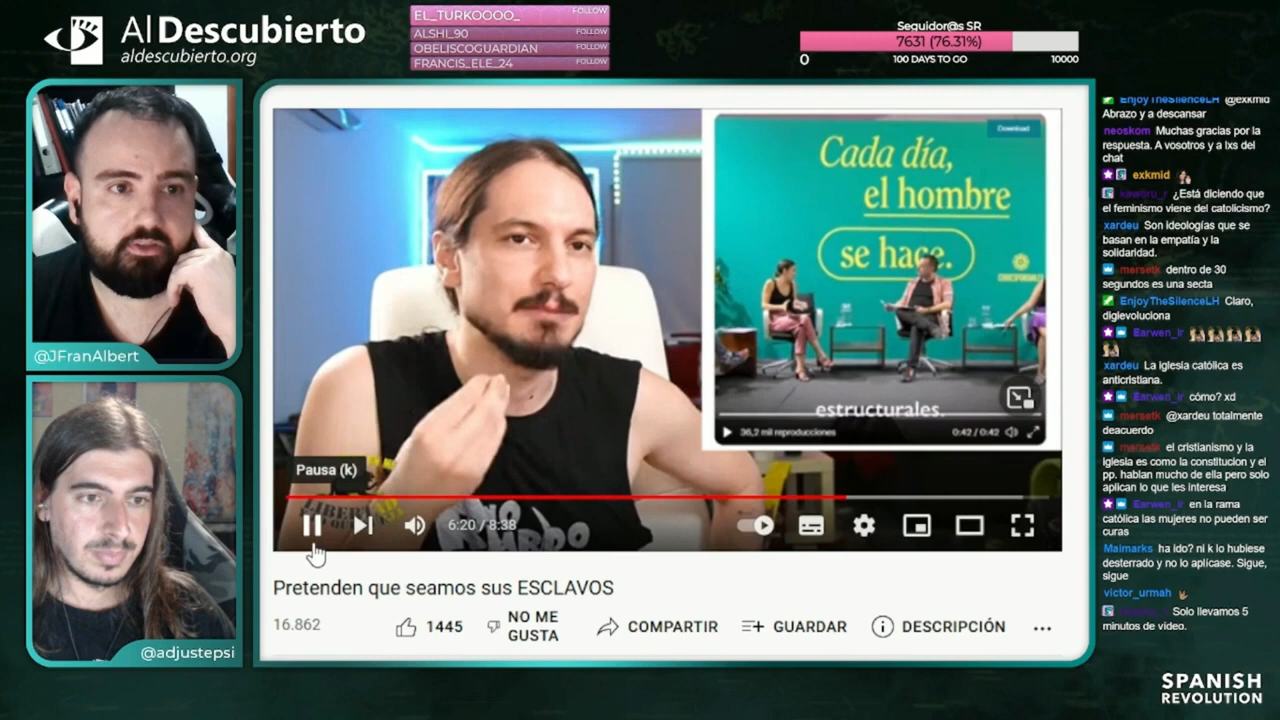 Al Descubierto
aldescubierto.org
EL_TURKOOOO_ FOLLOW
ALSHI_90 FOLLOW
OBELISCOGUARDIAN FOLLOW
FRANCIS_ELE_24 FOLLOW
Seguidor@s SR
7631 (76.31%)
0 100 DAYS TO GO 10000
@JFranAlbert
@adjustepsi
Download
Cada día,
el hombre
se hace.
estructurales.
36,2 mil reproducciones 0:42 / 0:42
Pausa (k)
6:20 / 8:38
Pretenden que seamos sus ESCLAVOS
16.862
1445
NO ME
GUSTA
COMPARTIR
GUARDAR
DESCRIPCIÓN
EnjoyTheSilenceLH @exkmid
Abrazo y a descansar
neoskom Muchas gracias por la
respuesta. A vosotros y a lxs del
chat
exkmid
¿Está diciendo que
el feminismo viene del catolicismo?
xardeu Son ideologías que se
basan en la empatía y la
solidaridad.
mersetk dentro de 30
segundos es una secta
EnjoyTheSilenceLH Claro,
diglevoluciona
Earwen_ir
xardeu La iglesia católica es
anticristiana.
Earwen_ir cómo? xd
mersetk @xardeu totalmente
deacuerdo
mersetk el cristianismo y la
iglesia es como la constitucion y el
pp. hablan mucho de ella pero solo
aplican lo que les interesa
Earwen_ir en la rama
católica las mujeres no pueden ser
curas
Maimarks ha ido? ni k lo hubiese
desterrado y no lo aplicase. Sigue,
sigue
victor_urmah
Solo llevamos 5
minutos de video.
SPANISH
REVOLUTION